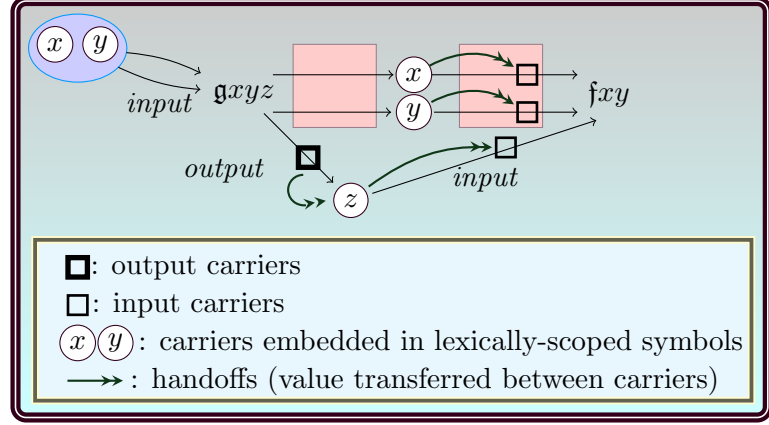 x y
input
𝔤xyz
x
y
𝔣xy
output
input
z
: output carriers
: input carriers
x y : carriers embedded in lexically-scoped symbols
: handoffs (value transferred between carriers)